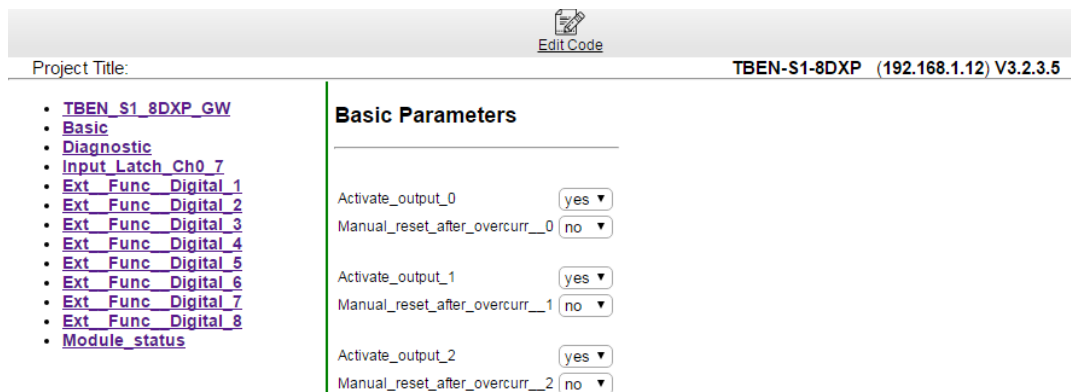 Edit Code
Project Title: TBEN-S1-8DXP (192.168.1.12) V3.2.3.5
TBEN_S1_8DXP_GW
Basic
Diagnostic
Input_Latch_Ch0_7
Ext__Func__Digital_1
Ext__Func__Digital_2
Ext__Func__Digital_3
Ext__Func__Digital_4
Ext__Func__Digital_5
Ext__Func__Digital_6
Ext__Func__Digital_7
Ext__Func__Digital_8
Module_status
Basic Parameters
Activate_output_0 yes
Manual_reset_after_overcurr__0 no
Activate_output_1 yes
Manual_reset_after_overcurr__1 no
Activate_output_2 yes
Manual_reset_after_overcurr__2 no